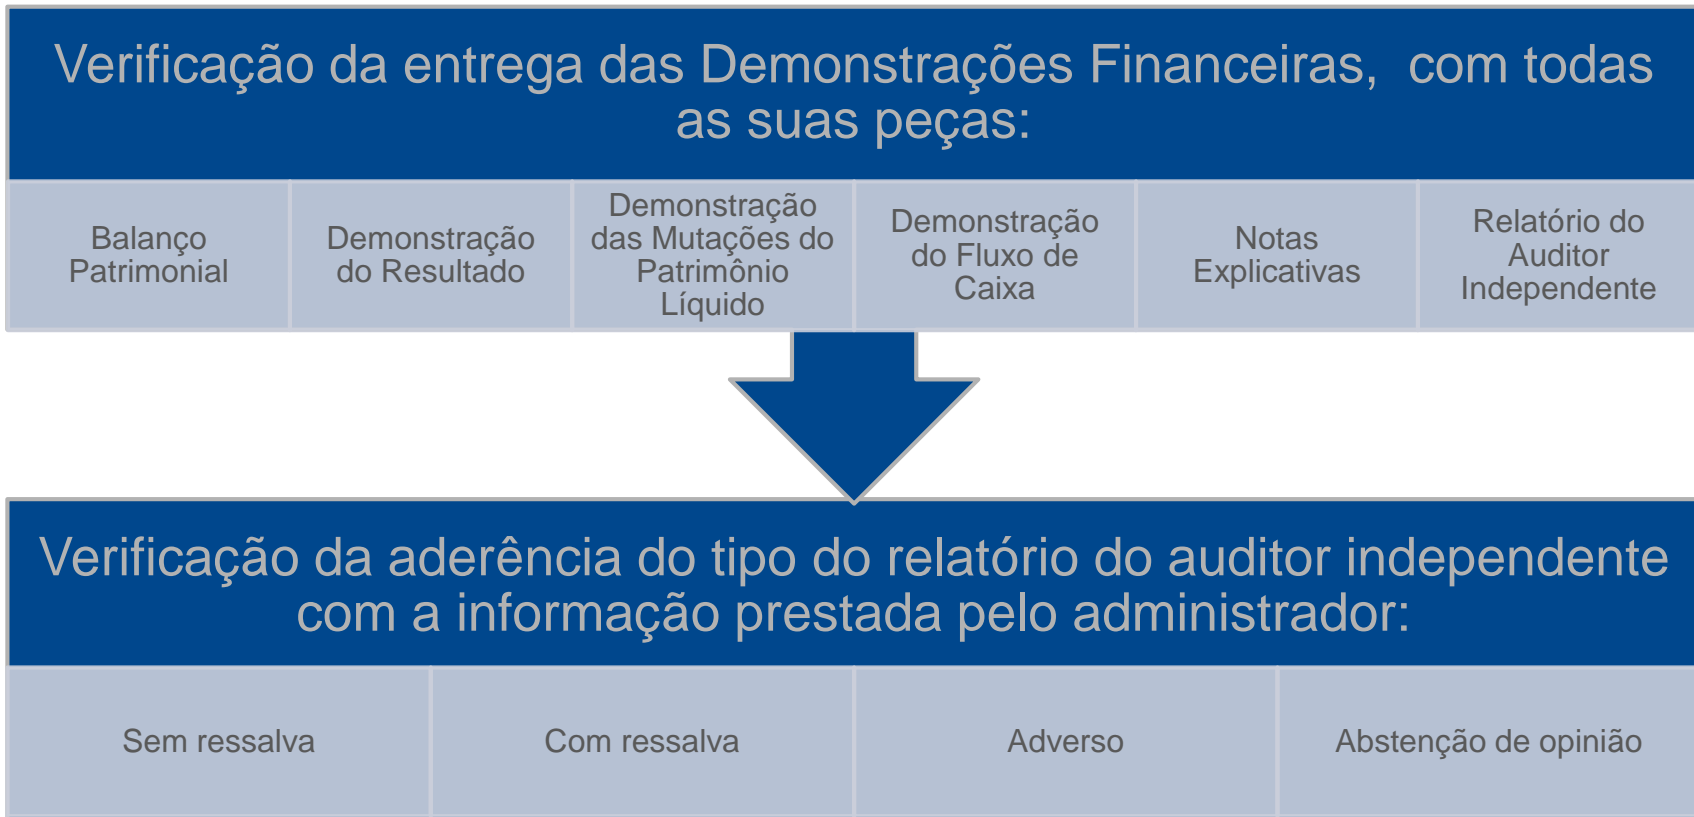 Verificação da entrega das Demonstrações Financeiras, com todas
as suas peças:
Balanço
Patrimonial
Demonstração
do Resultado
Demonstração
das Mutações do
Patrimônio
Líquido
Demonstração
do Fluxo de
Caixa
Notas
Explicativas
Relatório do
Auditor
Independente
Verificação da aderência do tipo do relatório do auditor independente
com a informação prestada pelo administrador:
Sem ressalva
Com ressalva
Adverso
Abstenção de opinião